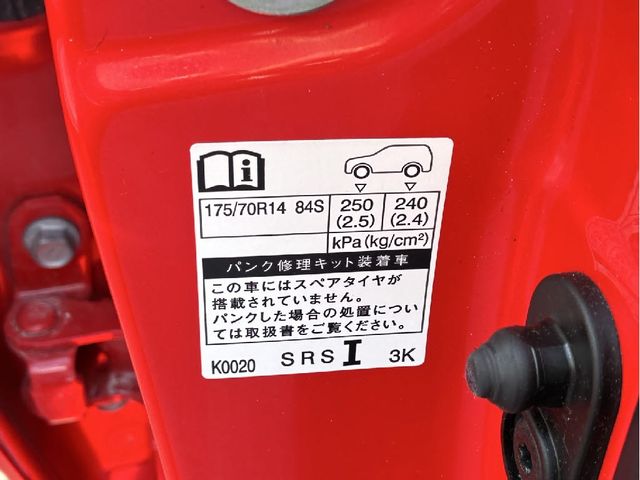 175/70R14 84S 250 (2.5) 240 (2.4)
kPa(kg/cm²)
パンク修理キット装着車
この車にはスペアタイヤが
搭載されていません。
パンクした場合の処置につい
ては取扱書をご覧ください。
K0020 SRS I 3K